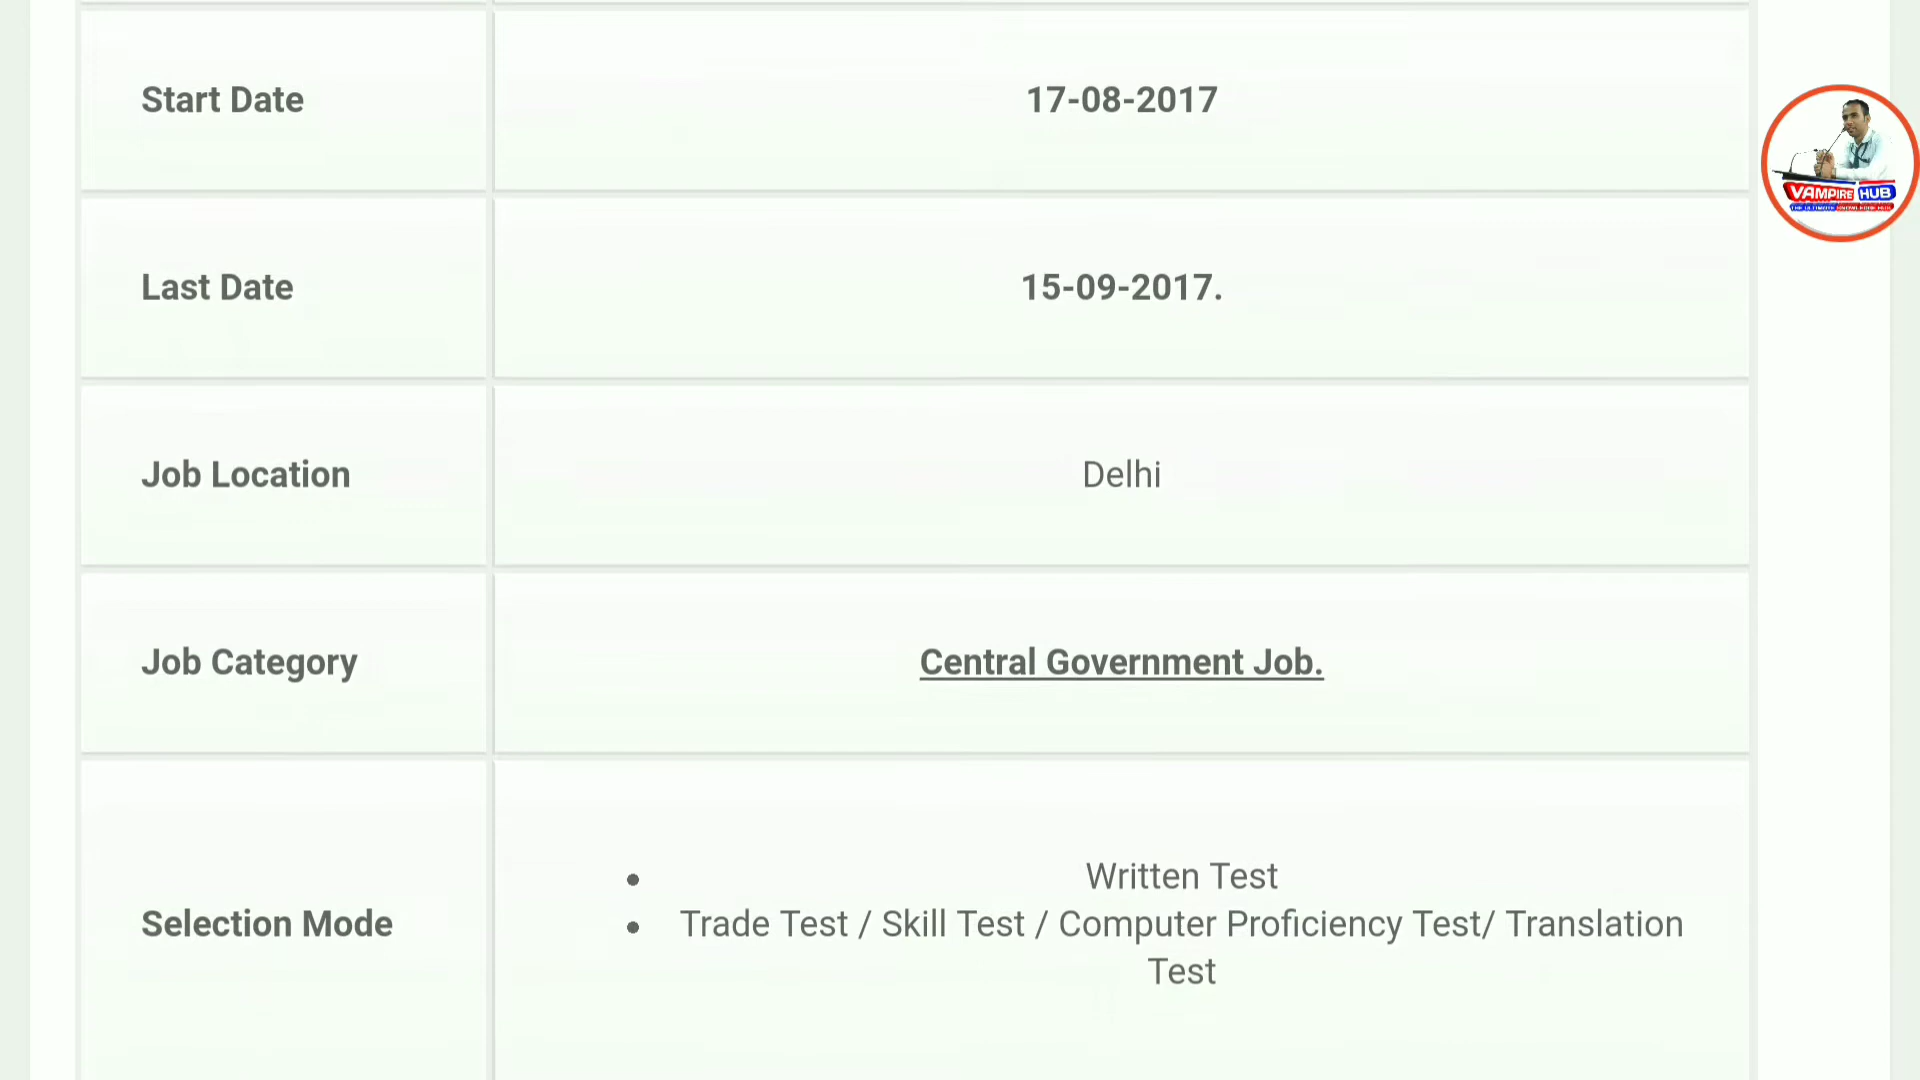 Start Date
17-08-2017
Last Date
15-09-2017.
Job Location
Delhi
Job Category
Central Government Job.
Selection Mode
• Written Test
• Trade Test / Skill Test / Computer Proficiency Test/ Translation
Test
VAMPIRE HUB